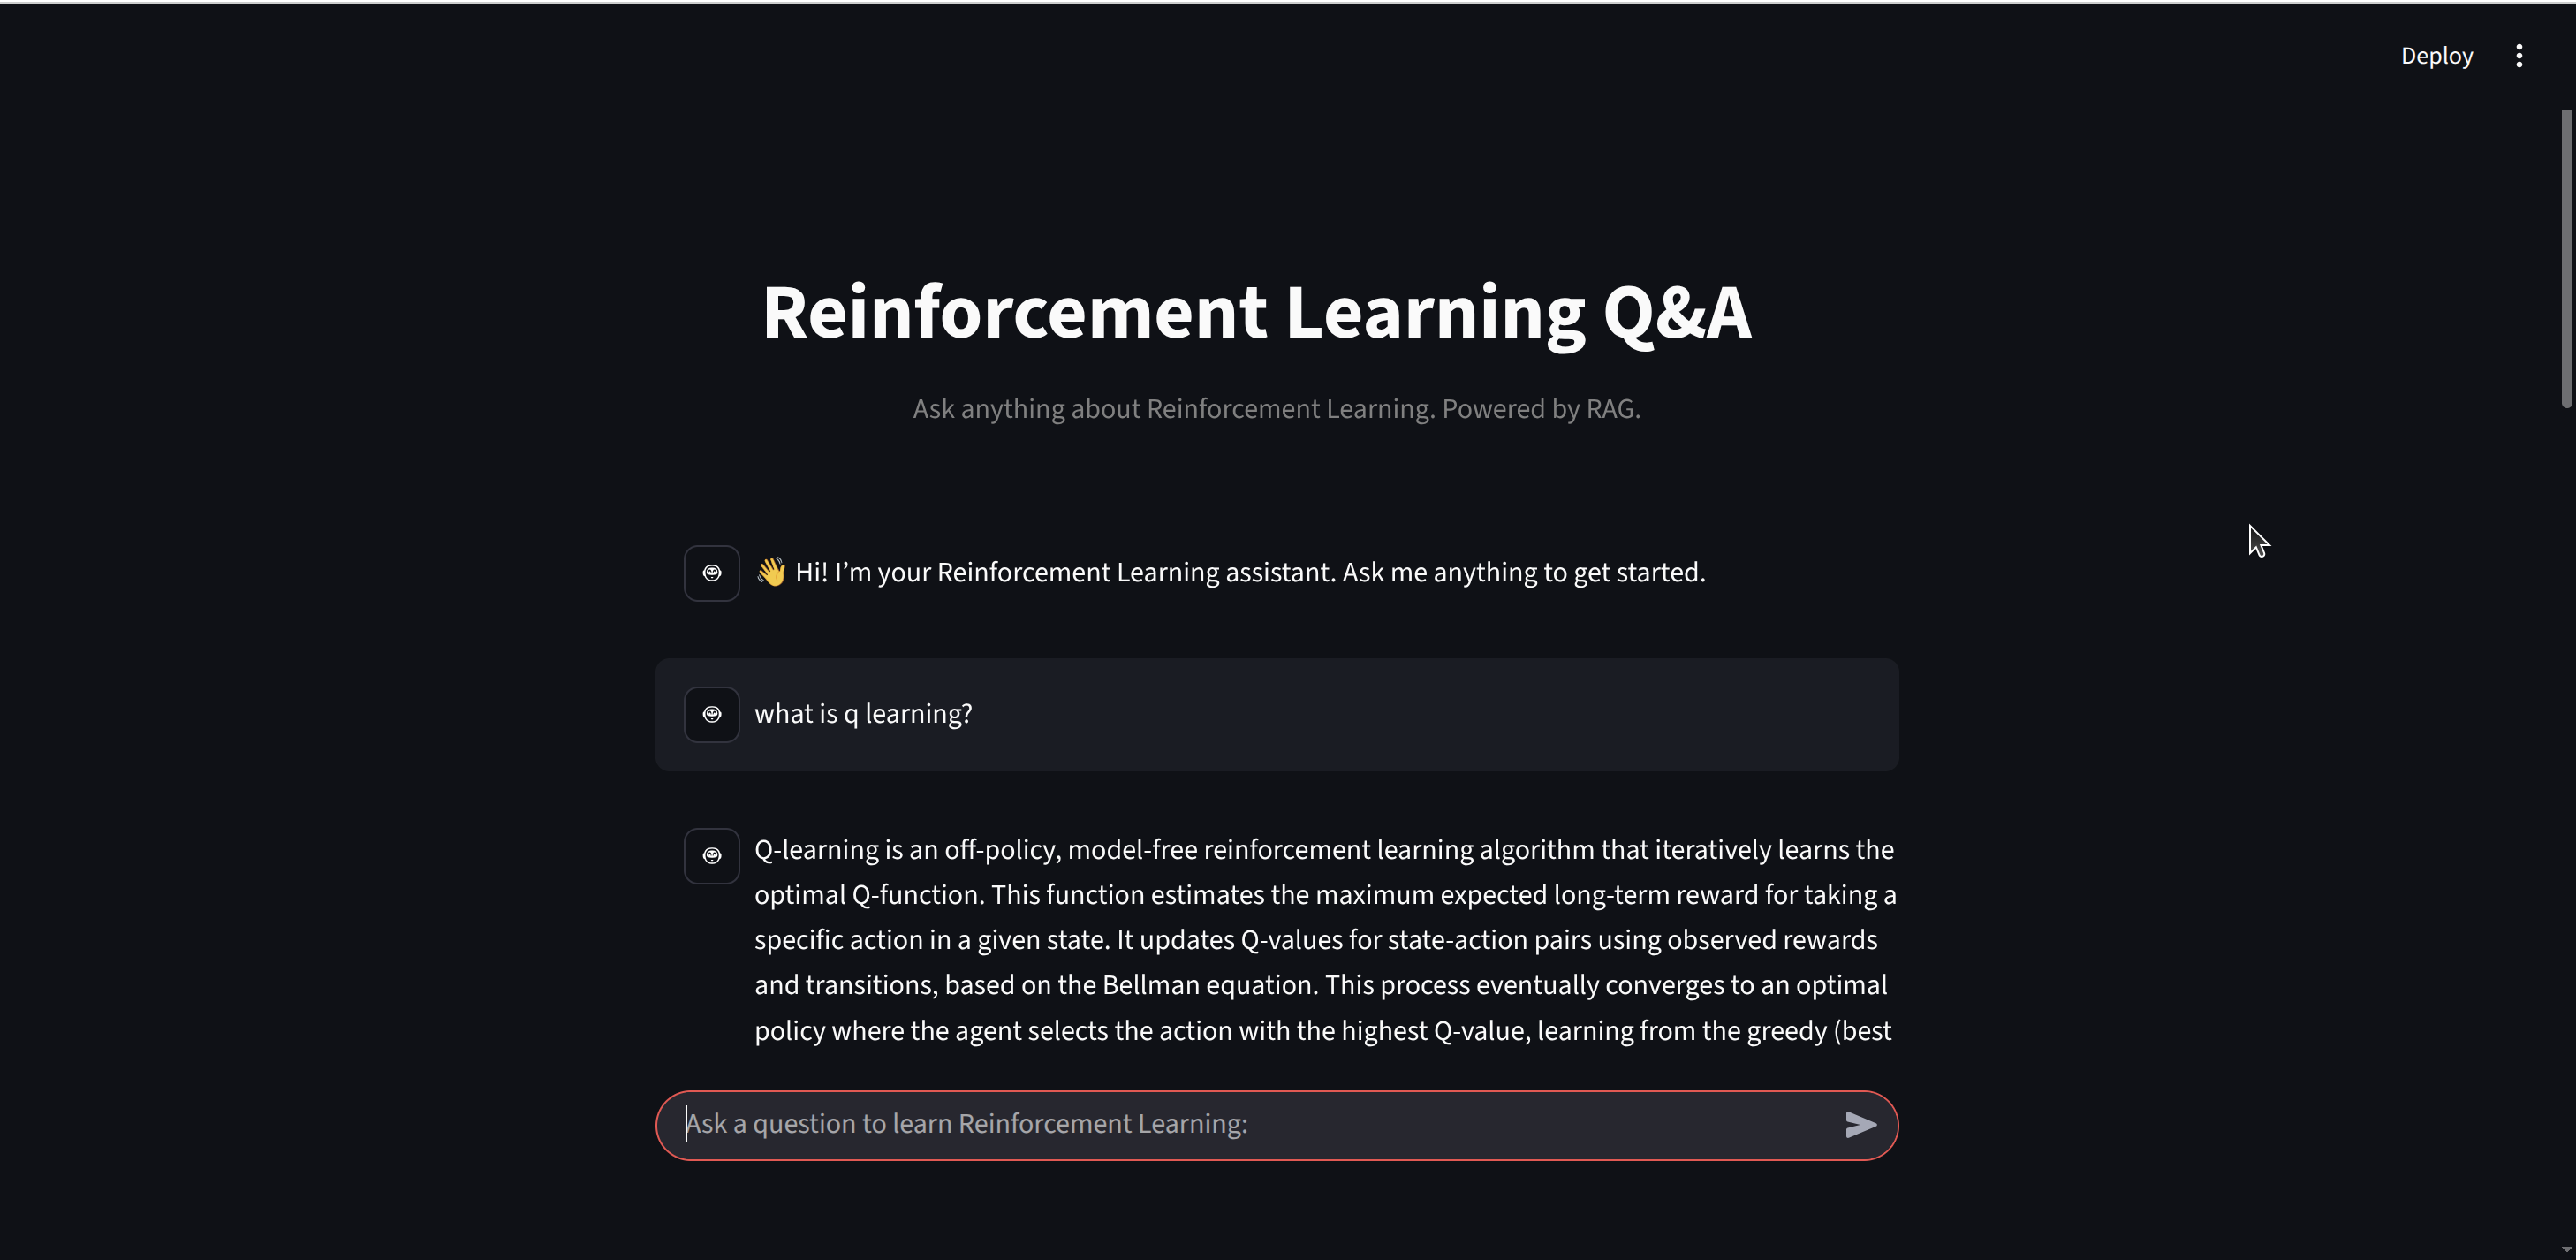 Deploy
Reinforcement Learning Q&A
Ask anything about Reinforcement Learning. Powered by RAG.
👋 Hi! I’m your Reinforcement Learning assistant. Ask me anything to get started.
what is q learning?
Q-learning is an off-policy, model-free reinforcement learning algorithm that iteratively learns the
optimal Q-function. This function estimates the maximum expected long-term reward for taking a
specific action in a given state. It updates Q-values for state-action pairs using observed rewards
and transitions, based on the Bellman equation. This process eventually converges to an optimal
policy where the agent selects the action with the highest Q-value, learning from the greedy (best
Ask a question to learn Reinforcement Learning: